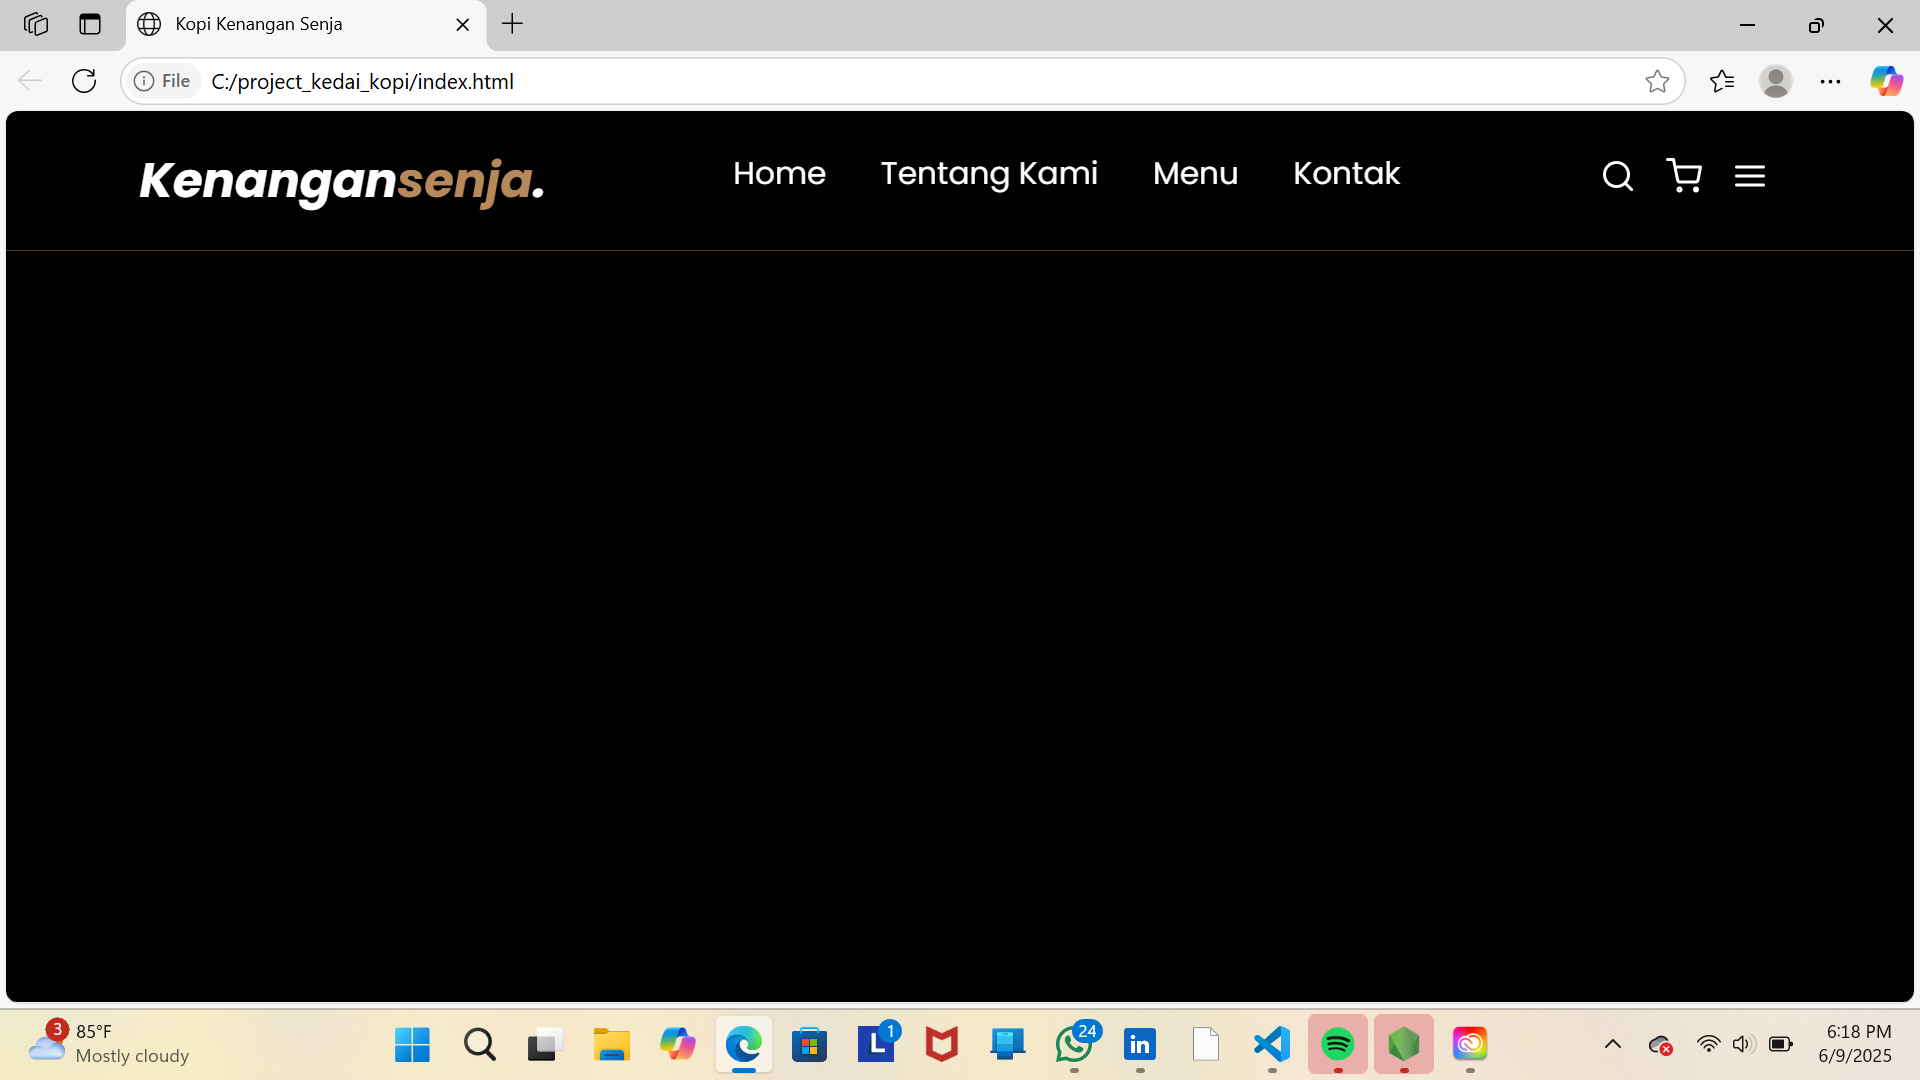 Kopi Kenangan Senja
File C:/project_kedai_kopi/index.html
Kenangansenja. Home Tentang Kami Menu Kontak
3 85°F
Mostly cloudy
L 1
24
in
6:18 PM
6/9/2025